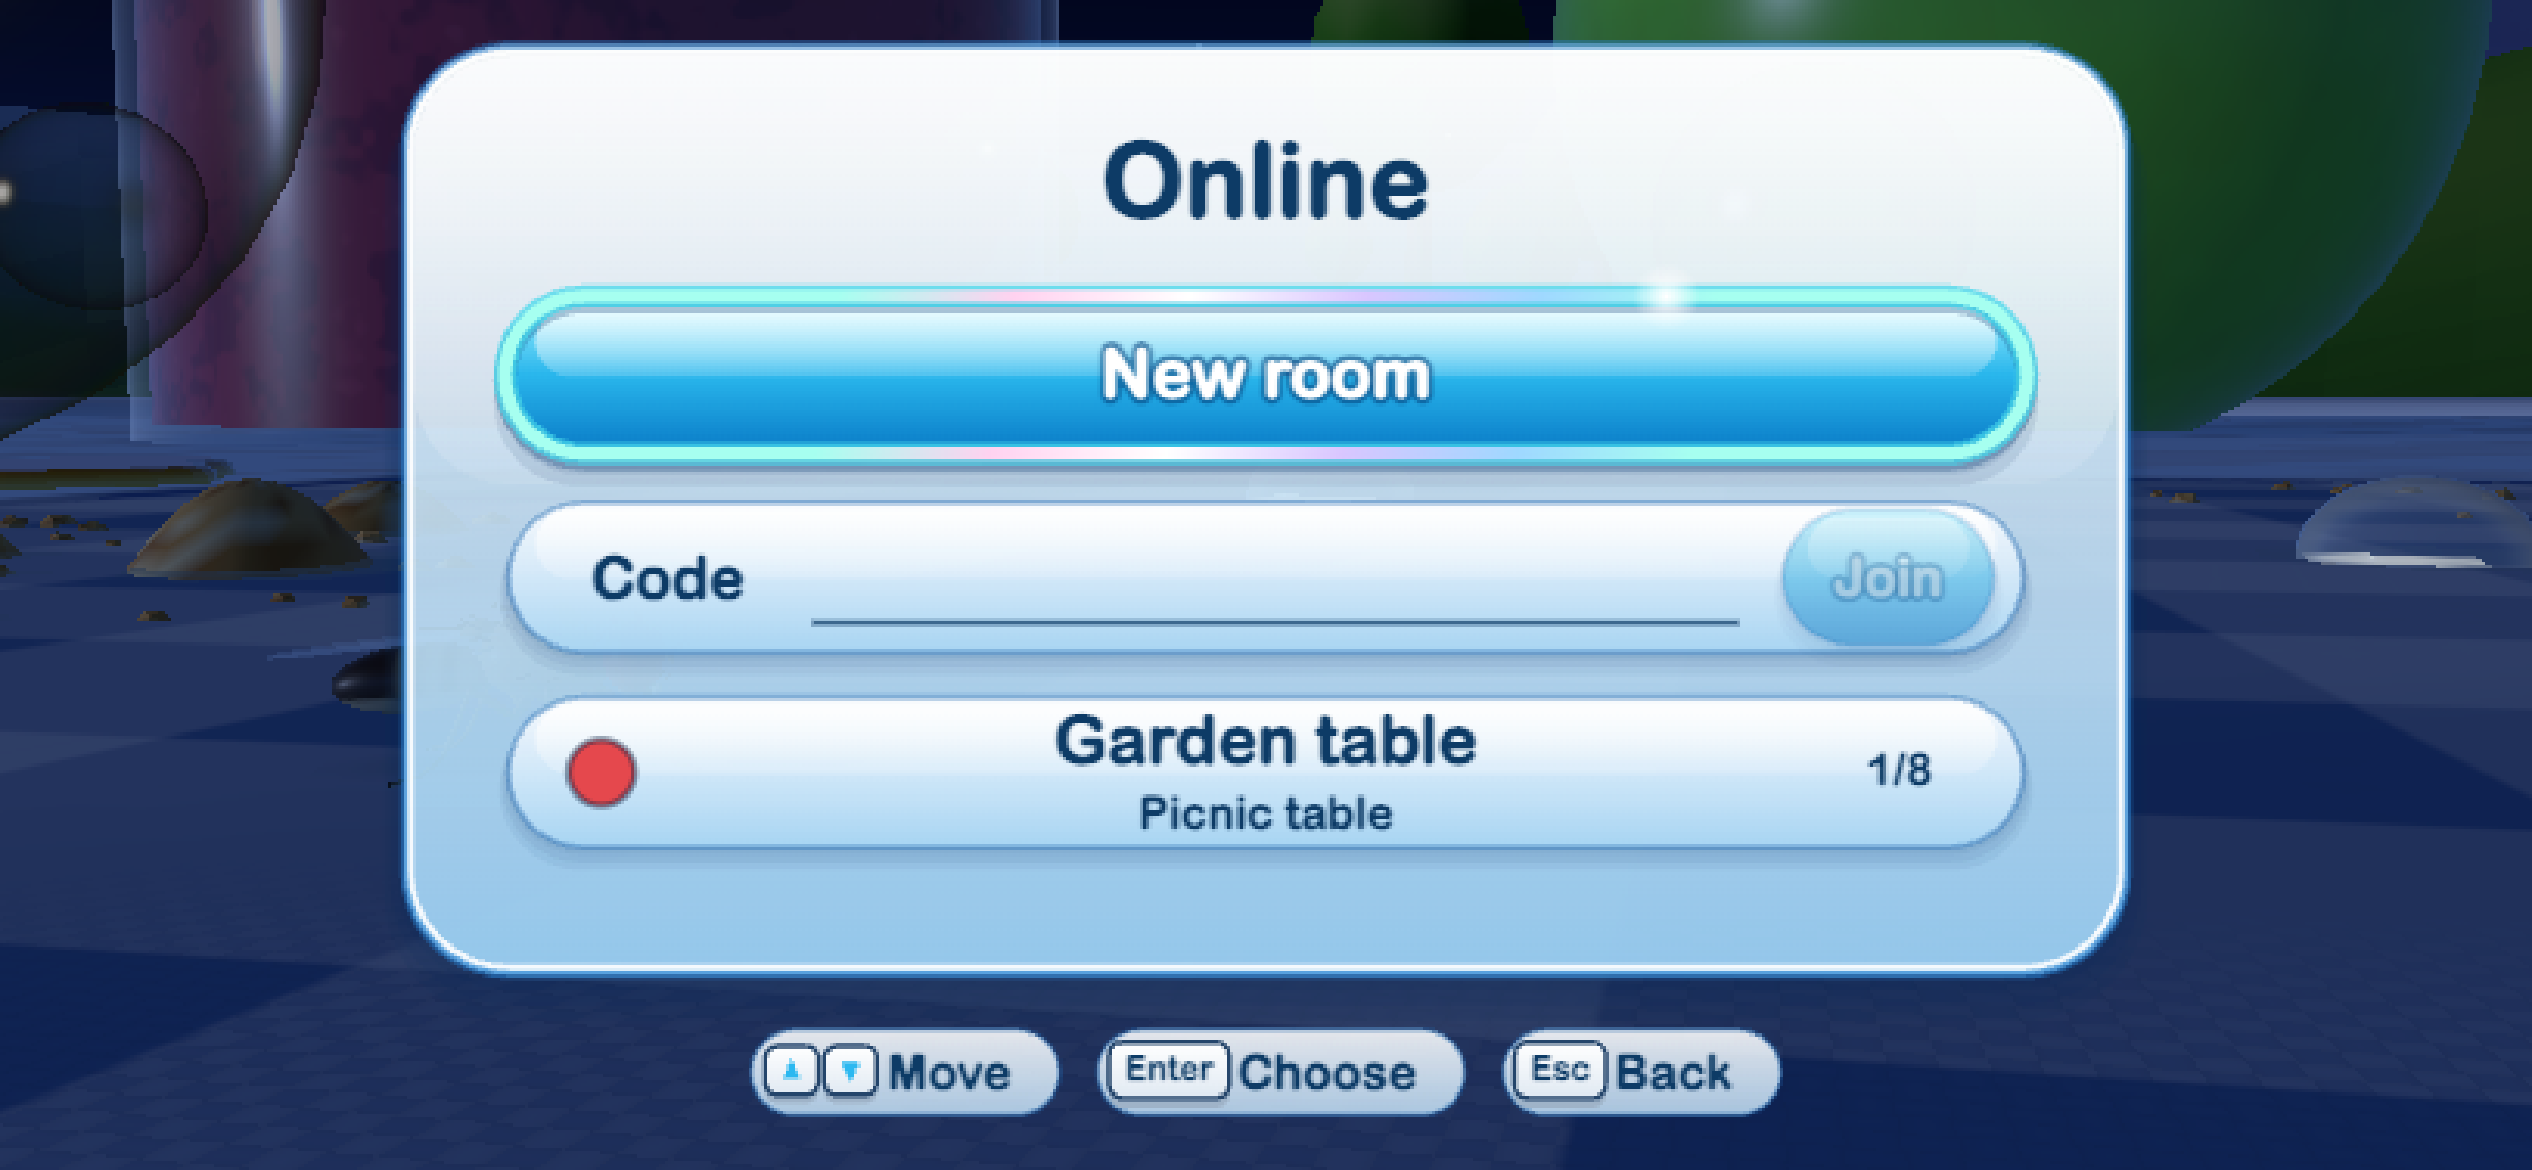 Online
New room
Code
Join
Garden table
Picnic table
1/8
Move
Enter Choose
Esc Back